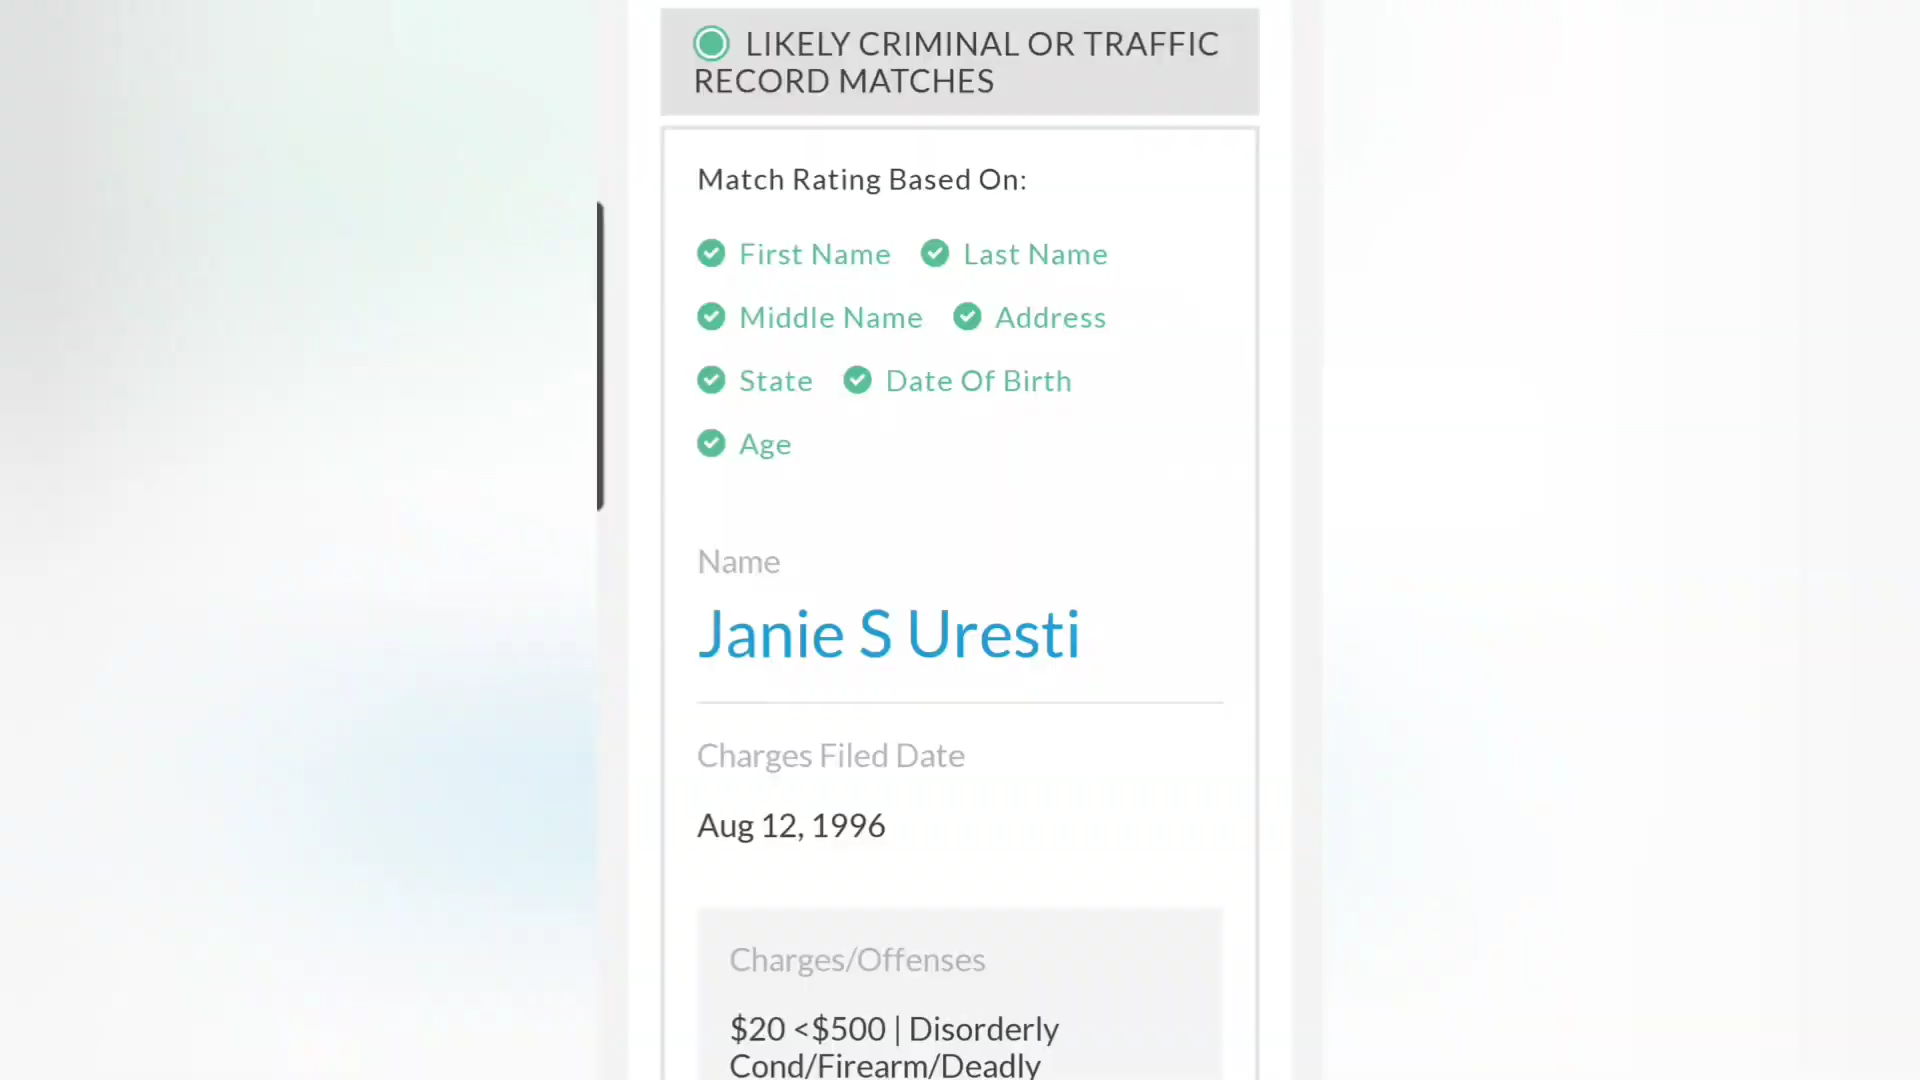 LIKELY CRIMINAL OR TRAFFIC
RECORD MATCHES
Match Rating Based On:
First Name Last Name
Middle Name Address
State Date Of Birth
Age
Name
Janie S Uresti
Charges Filed Date
Aug 12, 1996
Charges/Offenses
$20 <$500 | Disorderly
Cond/Firearm/Deadly